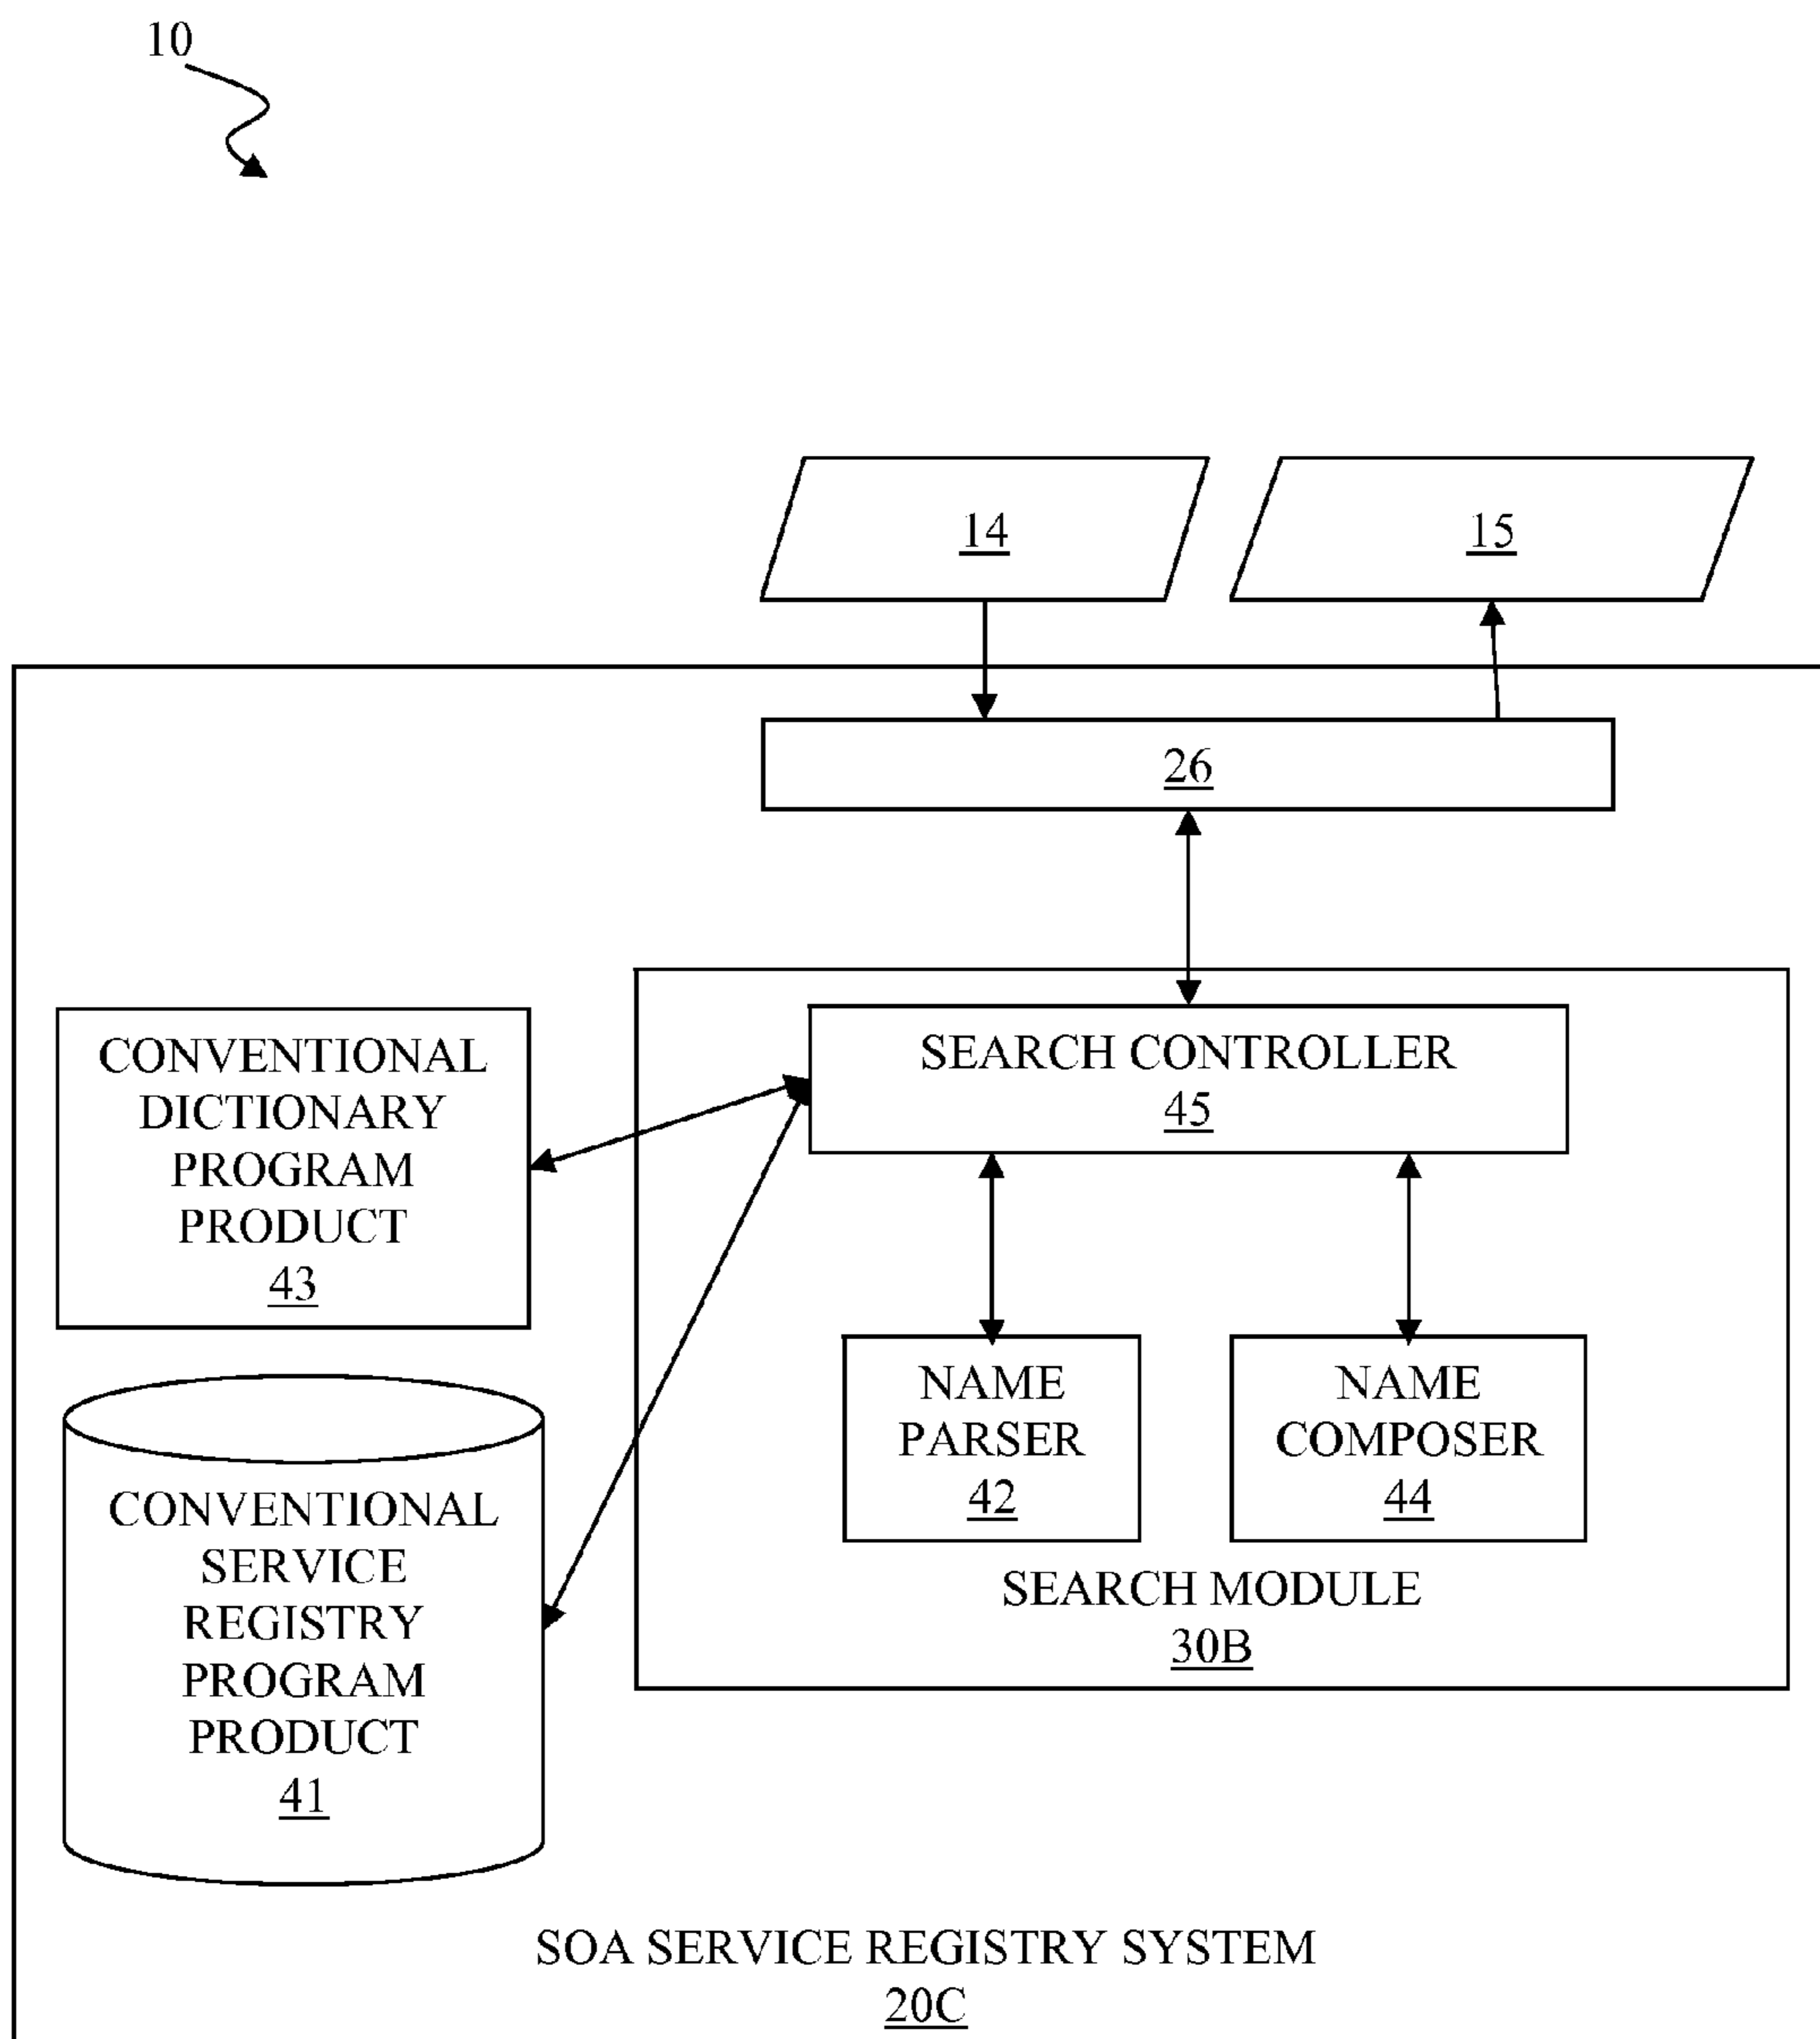 10
14
15
26
CONVENTIONAL
DICTIONARY
PROGRAM
PRODUCT
43
SEARCH CONTROLLER
45
NAME
PARSER
42
NAME
COMPOSER
44
SEARCH MODULE
30B
CONVENTIONAL
SERVICE
REGISTRY
PROGRAM
PRODUCT
41
SOA SERVICE REGISTRY SYSTEM
20C